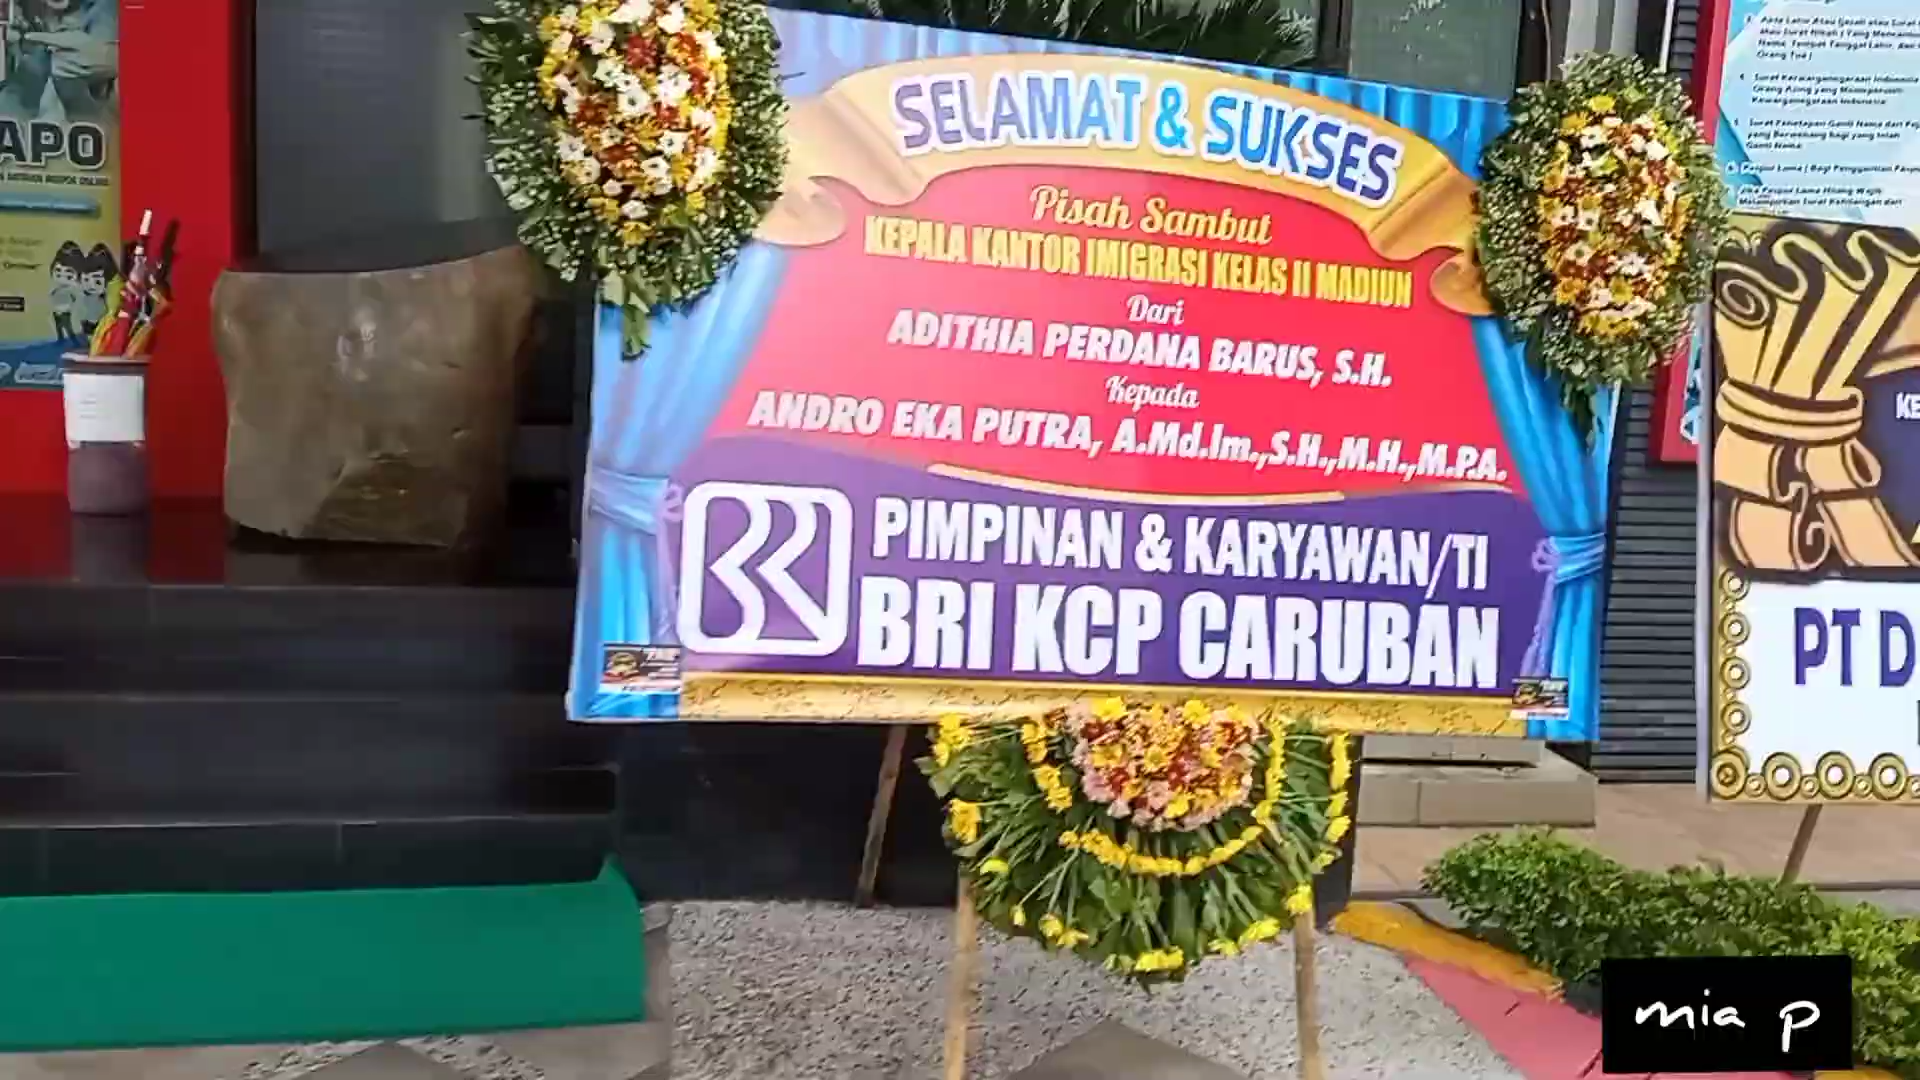 SELAMAT & SUKSES
Pisah Sambut
KEPALA KANTOR IMIGRASI KELAS II MADIUN
Dari
ADITHIA PERDANA BARUS, S.H.
Kepada
ANDRO EKA PUTRA, A.Md.Im.,S.H.,M.H.,M.P.A.
PIMPINAN & KARYAWAN/TI
BRI KCP CARUBAN
APO
PT D
KE
mia p